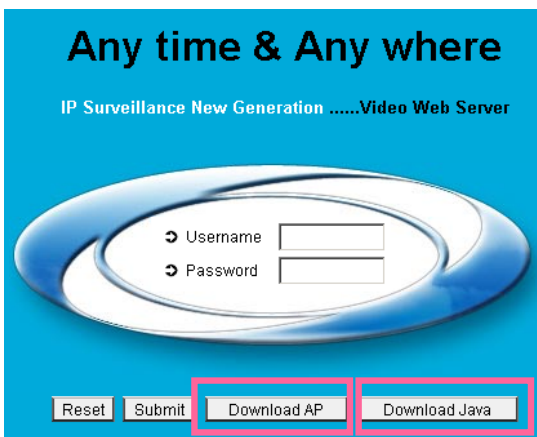 Any time & Any where
IP Surveillance New Generation ......Video Web Server
Username
Password
Reset Submit Download AP Download Java